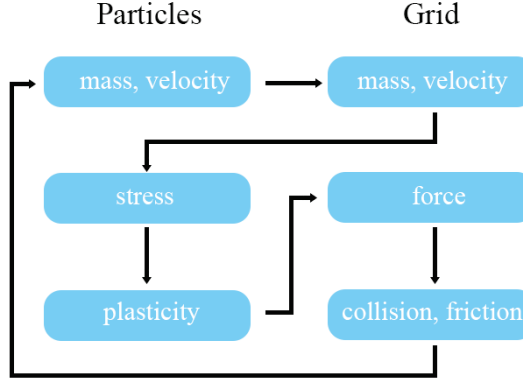 Particles
Grid
mass, velocity
mass, velocity
stress
force
plasticity
collision, friction